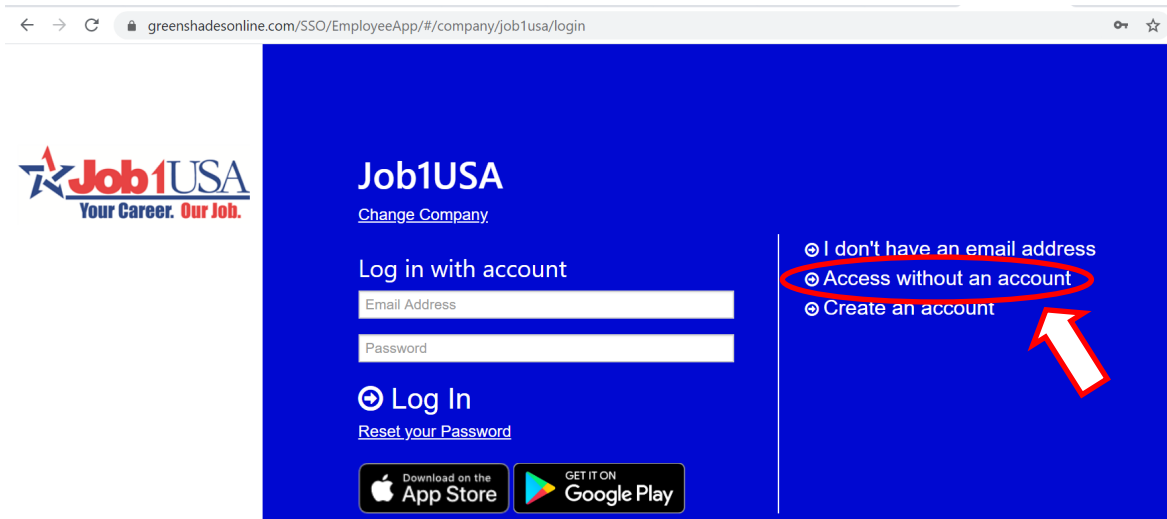 greenshadesonline.com/SSO/EmployeeApp/#/company/job1usa/login
Job1USA
Your Career. Our Job.
Job1USA
Change Company
Log in with account
Email Address
Password
Log In
Reset your Password
Download on the
App Store
GET IT ON
Google Play
I don't have an email address
Access without an account
Create an account